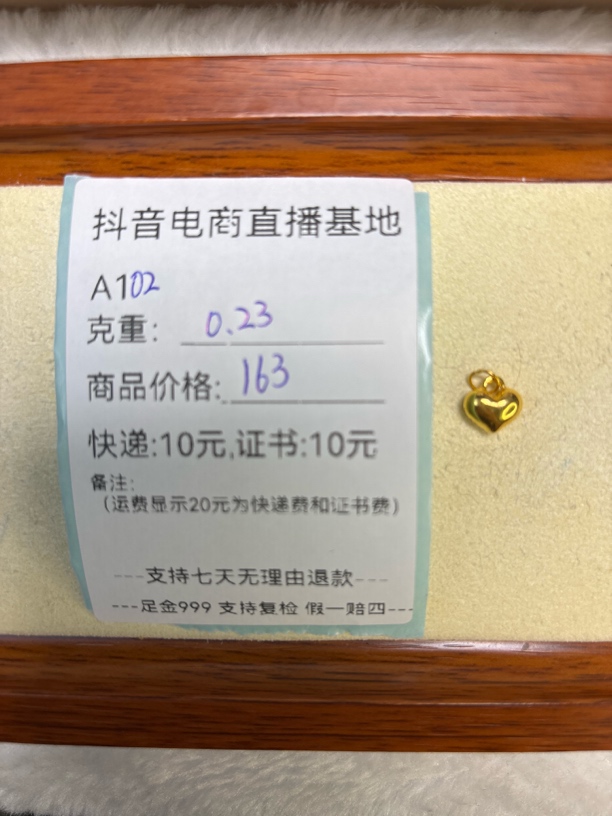 抖音电商直播基地
A102
克重： 0.23
商品价格: 163
快递:10元,证书:10元
备注:
（运费显示20元为快递费和证书费）
---支持七天无理由退款---
---足金999 支持复检 假一赔四---